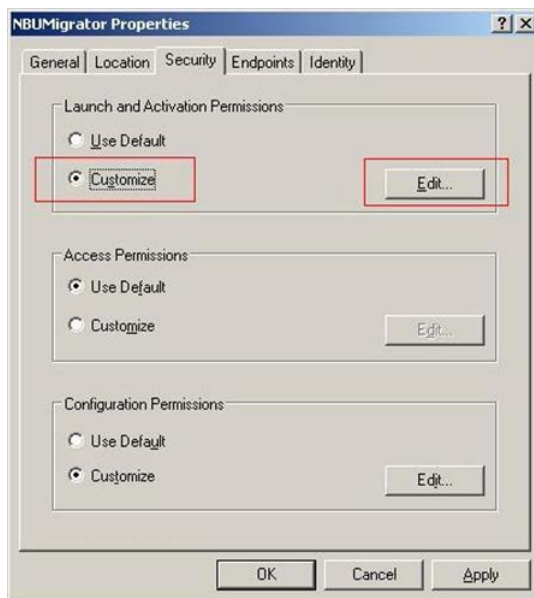 NBUMigrator Properties
General Location Security Endpoints Identity
Launch and Activation Permissions
Use Default
Customize
Edit...
Access Permissions
Use Default
Customize
Edit...
Configuration Permissions
Use Default
Customize
Edit...
OK Cancel Apply